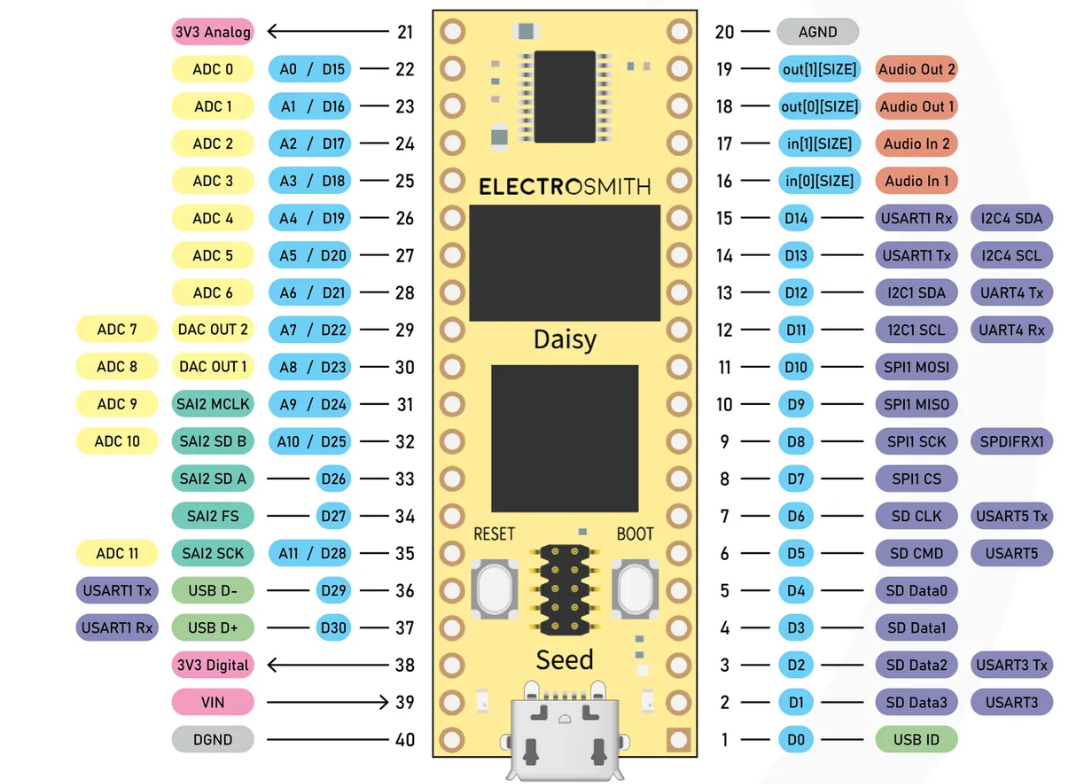 3V3 Analog 21 20 AGND
ADC 0 A0 / D15 22 19 out[1][SIZE] Audio Out 2
ADC 1 A1 / D16 23 18 out[0][SIZE] Audio Out 1
ADC 2 A2 / D17 24 17 in[1][SIZE] Audio In 2
ADC 3 A3 / D18 25 ELECTROSMITH 16 in[0][SIZE] Audio In 1
ADC 4 A4 / D19 26 15 D14 USART1 Rx I2C4 SDA
ADC 5 A5 / D20 27 14 D13 USART1 Tx I2C4 SCL
ADC 6 A6 / D21 28 13 D12 I2C1 SDA UART4 Tx
ADC 7 DAC OUT 2 A7 / D22 29 Daisy 12 D11 12C1 SCL UART4 Rx
ADC 8 DAC OUT 1 A8 / D23 30 11 D10 SPI1 MOSI
ADC 9 SAI2 MCLK A9 / D24 31 10 D9 SPI1 MISO
ADC 10 SAI2 SD B A10 / D25 32 9 D8 SPI1 SCK SPDIFRX1
SAI2 SD A D26 33 8 D7 SPI1 CS
SAI2 FS D27 34 RESET BOOT 7 D6 SD CLK USART5 Tx
ADC 11 SAI2 SCK A11 / D28 35 6 D5 SD CMD USART5
USART1 Tx USB D- D29 36 5 D4 SD Data0
USART1 Rx USB D+ D30 37 4 D3 SD Data1
3V3 Digital 38 Seed 3 D2 SD Data2 USART3 Tx
VIN 39 2 D1 SD Data3 USART3
DGND 40 1 D0 USB ID